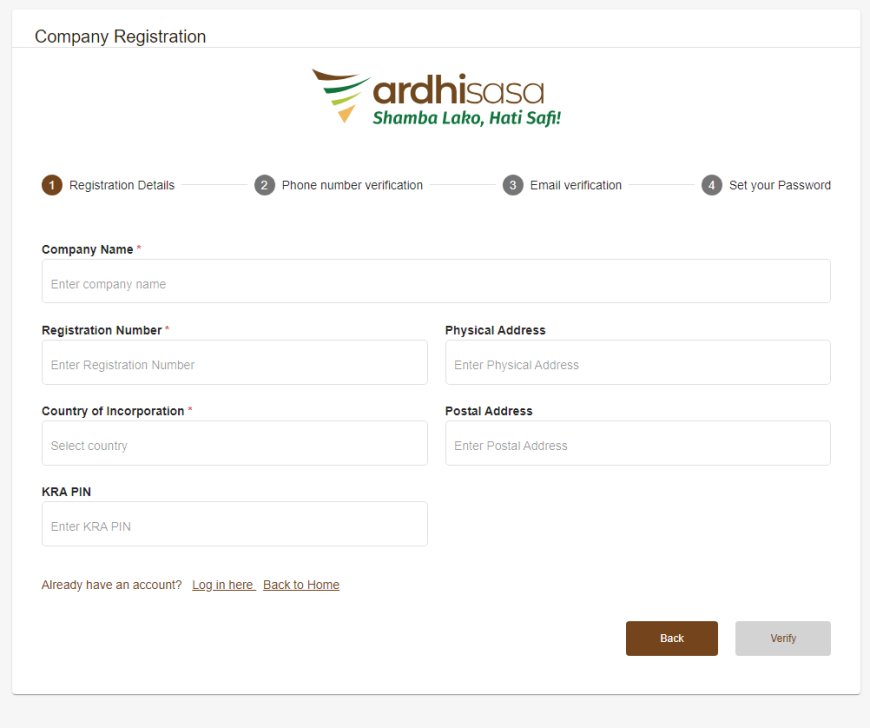 Company Registration
ardhisasa
Shamba Lako, Hati Safi!
1 Registration Details 2 Phone number verification 3 Email verification 4 Set your Password
Company Name *
Enter company name
Registration Number * Physical Address
Enter Registration Number Enter Physical Address
Country of Incorporation * Postal Address
Select country Enter Postal Address
KRA PIN
Enter KRA PIN
Already have an account? Log in here Back to Home
Back Verify